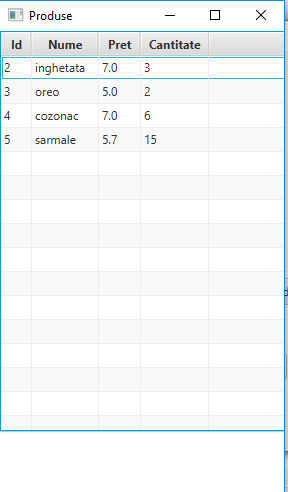 Produse
Id Nume Pret Cantitate
2 inghetata 7.0 3
3 oreo 5.0 2
4 cozonac 7.0 6
5 sarmale 5.7 15